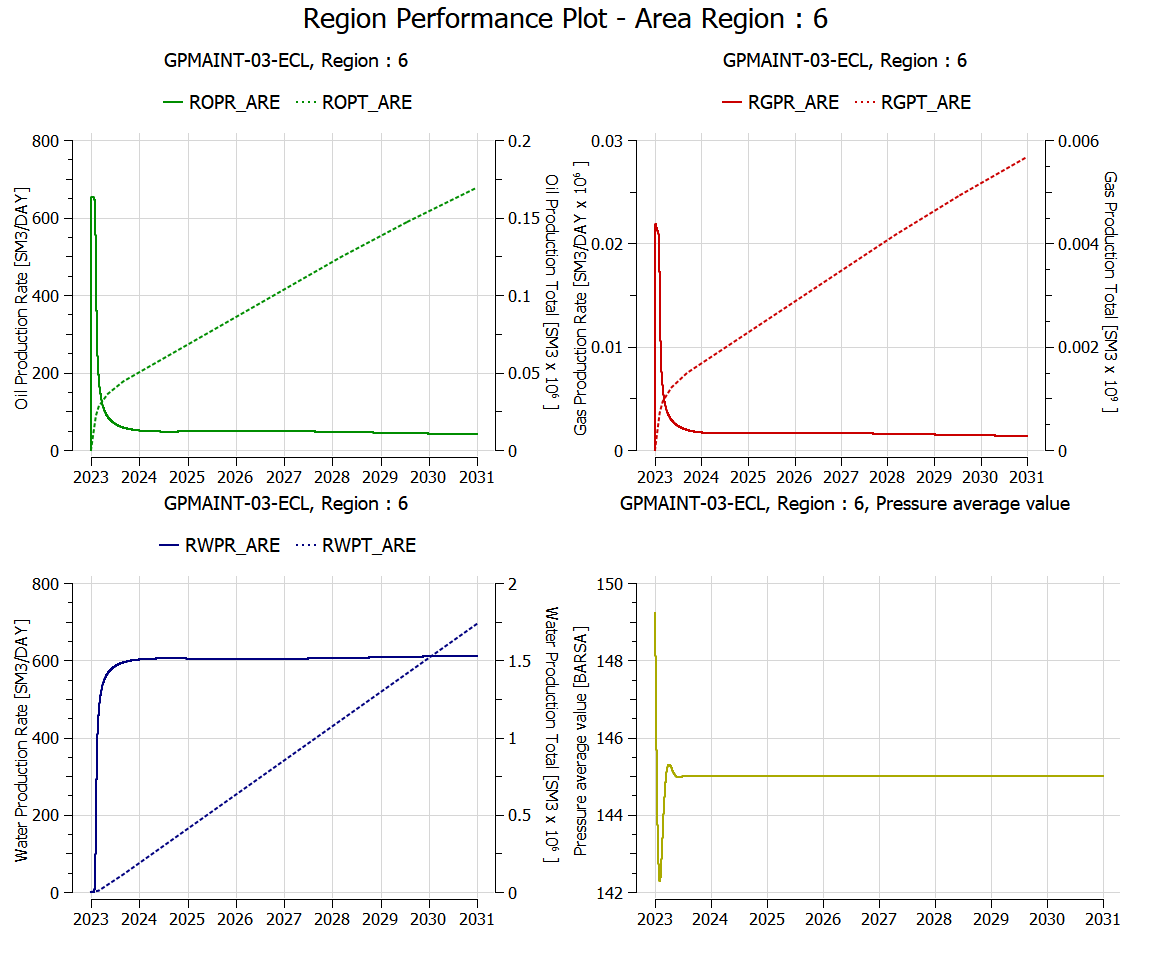 Region Performance Plot - Area Region : 6
GPMAINT-03-ECL, Region : 6
ROPR_ARE ROPT_ARE
Oil Production Rate [SM3/DAY]
800
600
400
200
0
0.2
0.15
0.1
0.05
0
Oil Production Total [SM3 x 10⁶ ]
2023 2024 2025 2026 2027 2028 2029 2030 2031
GPMAINT-03-ECL, Region : 6
RGPR_ARE RGPT_ARE
Gas Production Rate [SM3/DAY x 10⁶ ]
0.03
0.02
0.01
0
0.006
0.004
0.002
0
Gas Production Total [SM3 x 10⁹ ]
2023 2024 2025 2026 2027 2028 2029 2030 2031
GPMAINT-03-ECL, Region : 6
RWPR_ARE RWPT_ARE
Water Production Rate [SM3/DAY]
800
600
400
200
0
2
1.5
1
0.5
0
Water Production Total [SM3 x 10⁶ ]
2023 2024 2025 2026 2027 2028 2029 2030 2031
GPMAINT-03-ECL, Region : 6, Pressure average value
Pressure average value [BARSA]
150
148
146
144
142
2023 2024 2025 2026 2027 2028 2029 2030 2031